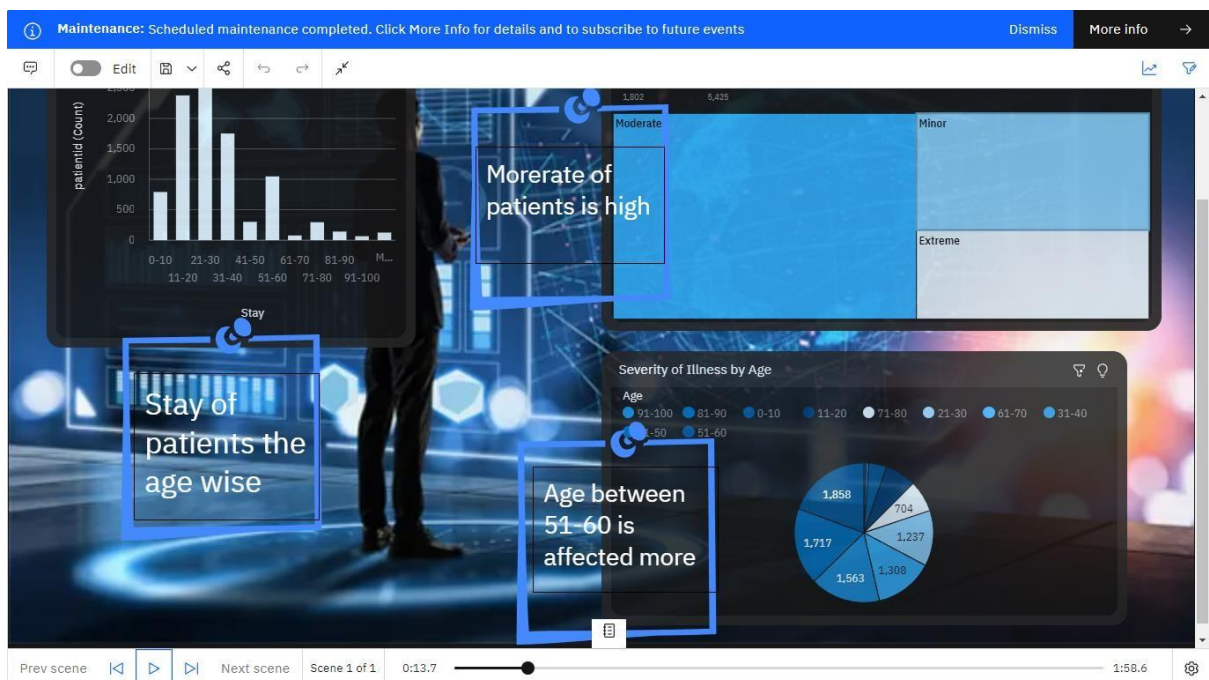 Maintenance: Scheduled maintenance completed. Click More Info for details and to subscribe to future events
Dismiss
More info
Edit
patientid (Count)
2,000
1,500
1,000
500
0
0-10 21-30 41-50 61-70 81-90 M...
11-20 31-40 51-60 71-80 91-100
Stay
1,802 5,425
Moderate
Minor
Extreme
Morerate of
patients is high
Stay of
patients the
age wise
Severity of Illness by Age
Age
91-100 81-90 0-10 11-20 71-80 21-30 61-70 31-40
-50 51-60
1,858
704
1,717
1,237
1,563
1,308
Age between
51-60 is
affected more
Prev scene
Next scene
Scene 1 of 1
0:13.7
1:58.6